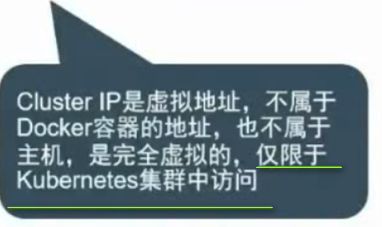 Cluster IP是虚拟地址，不属于
Docker容器的地址，也不属于
主机，是完全虚拟的，仅限于
Kubernetes集群中访问